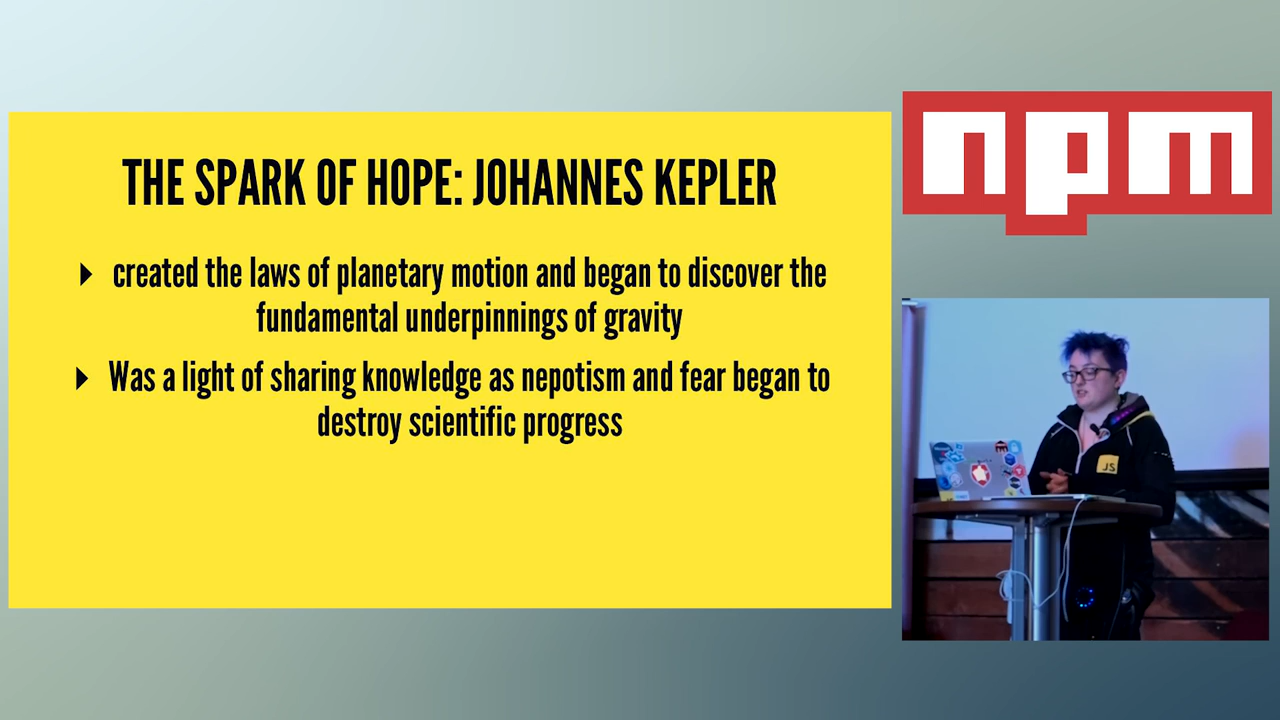 THE SPARK OF HOPE: JOHANNES KEPLER
created the laws of planetary motion and began to discover the
fundamental underpinnings of gravity
Was a light of sharing knowledge as nepotism and fear began to
destroy scientific progress
npm
JS